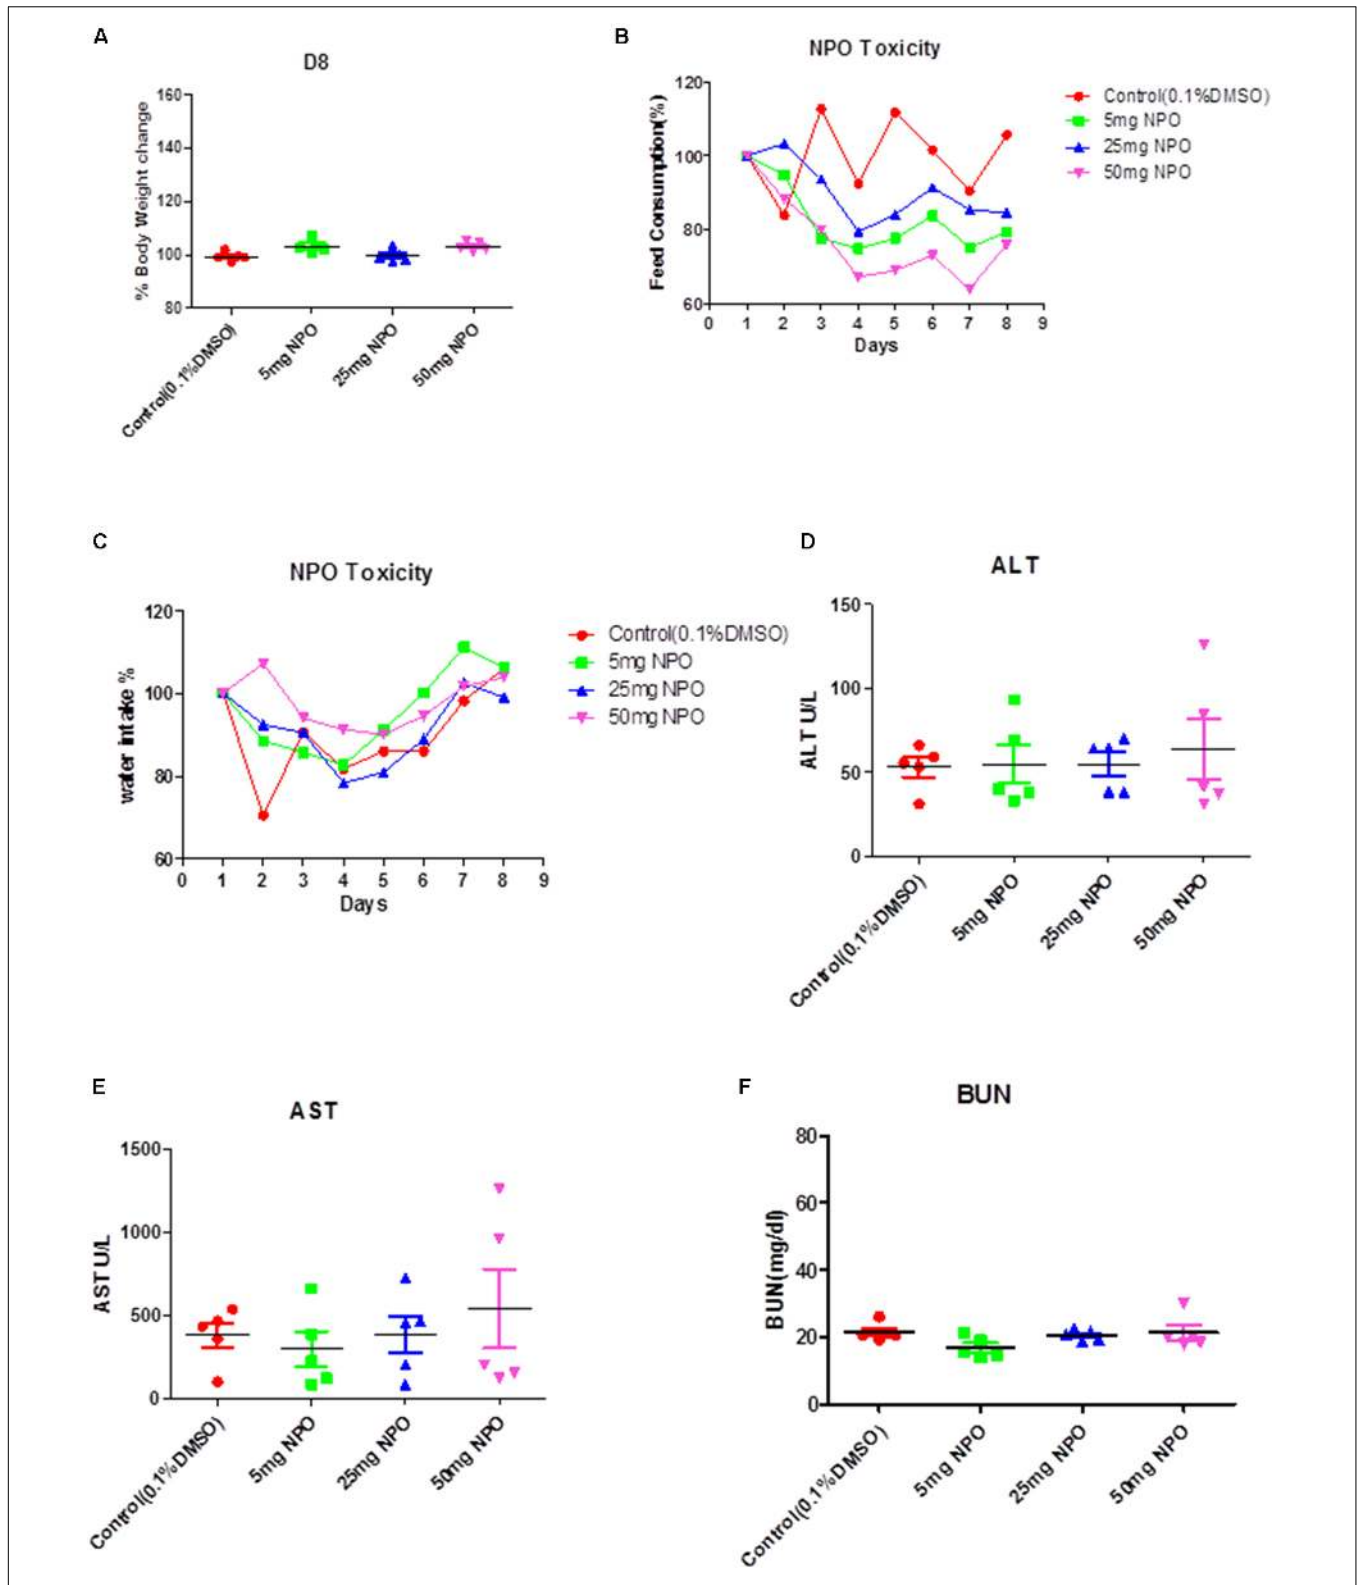 A
D8
% Body Weight change
160
140
120
100
80
Control(0.1%DMSO)
5mg NPO
25mg NPO
50mg NPO
B
NPO Toxicity
Feed Consumption(%)
120
100
80
60
0 1 2 3 4 5 6 7 8 9
Days
Control(0.1%DMSO)
5mg NPO
25mg NPO
50mg NPO
C
NPO Toxicity
water intake %
120
100
80
60
0 1 2 3 4 5 6 7 8 9
Days
Control(0.1%DMSO)
5mg NPO
25mg NPO
50mg NPO
D
ALT
ALT U/L
150
100
50
0
Control(0.1%DMSO)
5mg NPO
25mg NPO
50mg NPO
E
AST
AST U/L
1500
1000
500
0
Control(0.1%DMSO)
5mg NPO
25mg NPO
50mg NPO
F
BUN
BUN(mg/dl)
80
60
40
20
0
Control(0.1%DMSO)
5mg NPO
25mg NPO
50mg NPO